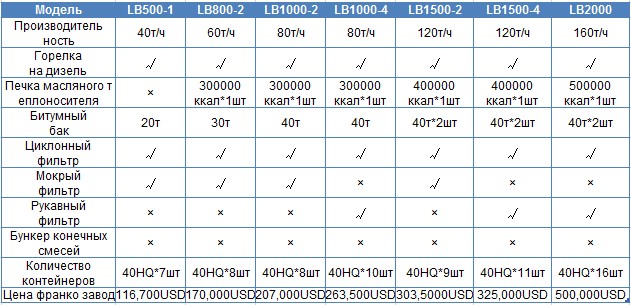 Модель LB500-1 LB800-2 LB1000-2 LB1000-4 LB1500-2 LB1500-4 LB2000
Производитель
ность 40т/ч 60т/ч 80т/ч 80т/ч 120т/ч 120т/ч 160т/ч
Горелка
на дизель √ √ √ √ √ √ √
Печка масляного т
еплоносителя × 300000 300000 300000 400000 400000 500000
ккал*1шт ккал*1шт ккал*1шт ккал*1шт ккал*1шт ккал*1шт
Битумный
бак 20т 30т 40т 40т 40т*2шт 40т*2шт 40т*2шт
Циклонный
фильтр √ √ √ √ √ √ √
Мокрый
фильтр √ √ √ × √ × ×
Рукавный
фильтр × × × √ × √ √
Бункер конечных
смесей × × × × × × ×
Количество
контейнеров 40HQ*7шт 40HQ*8шт 40HQ*8шт 40HQ*10шт 40HQ*9шт 40HQ*11шт 40HQ*16шт
Цена франко завод 116,700USD 170,000USD 207,000USD 263,500USD 303,5000USD 325,000USD 500,000USD